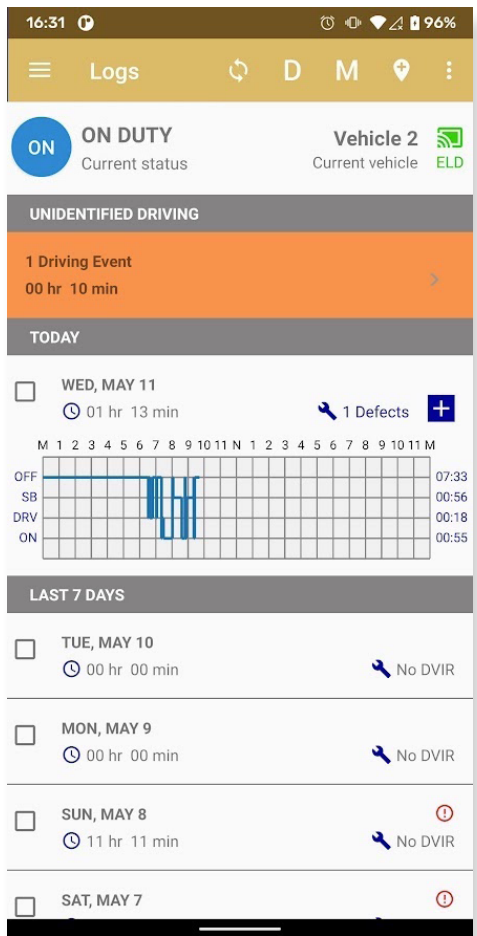 16:31 96%
Logs D M
ON ON DUTY Vehicle 2
Current status Current vehicle ELD
UNIDENTIFIED DRIVING
1 Driving Event
00 hr 10 min
TODAY
WED, MAY 11
01 hr 13 min 1 Defects
M 1 2 3 4 5 6 7 8 9 10 11 N 1 2 3 4 5 6 7 8 9 10 11 M
OFF 07:33
SB 00:56
DRV 00:18
ON 00:55
LAST 7 DAYS
TUE, MAY 10
00 hr 00 min No DVIR
MON, MAY 9
00 hr 00 min No DVIR
SUN, MAY 8
11 hr 11 min No DVIR
SAT, MAY 7